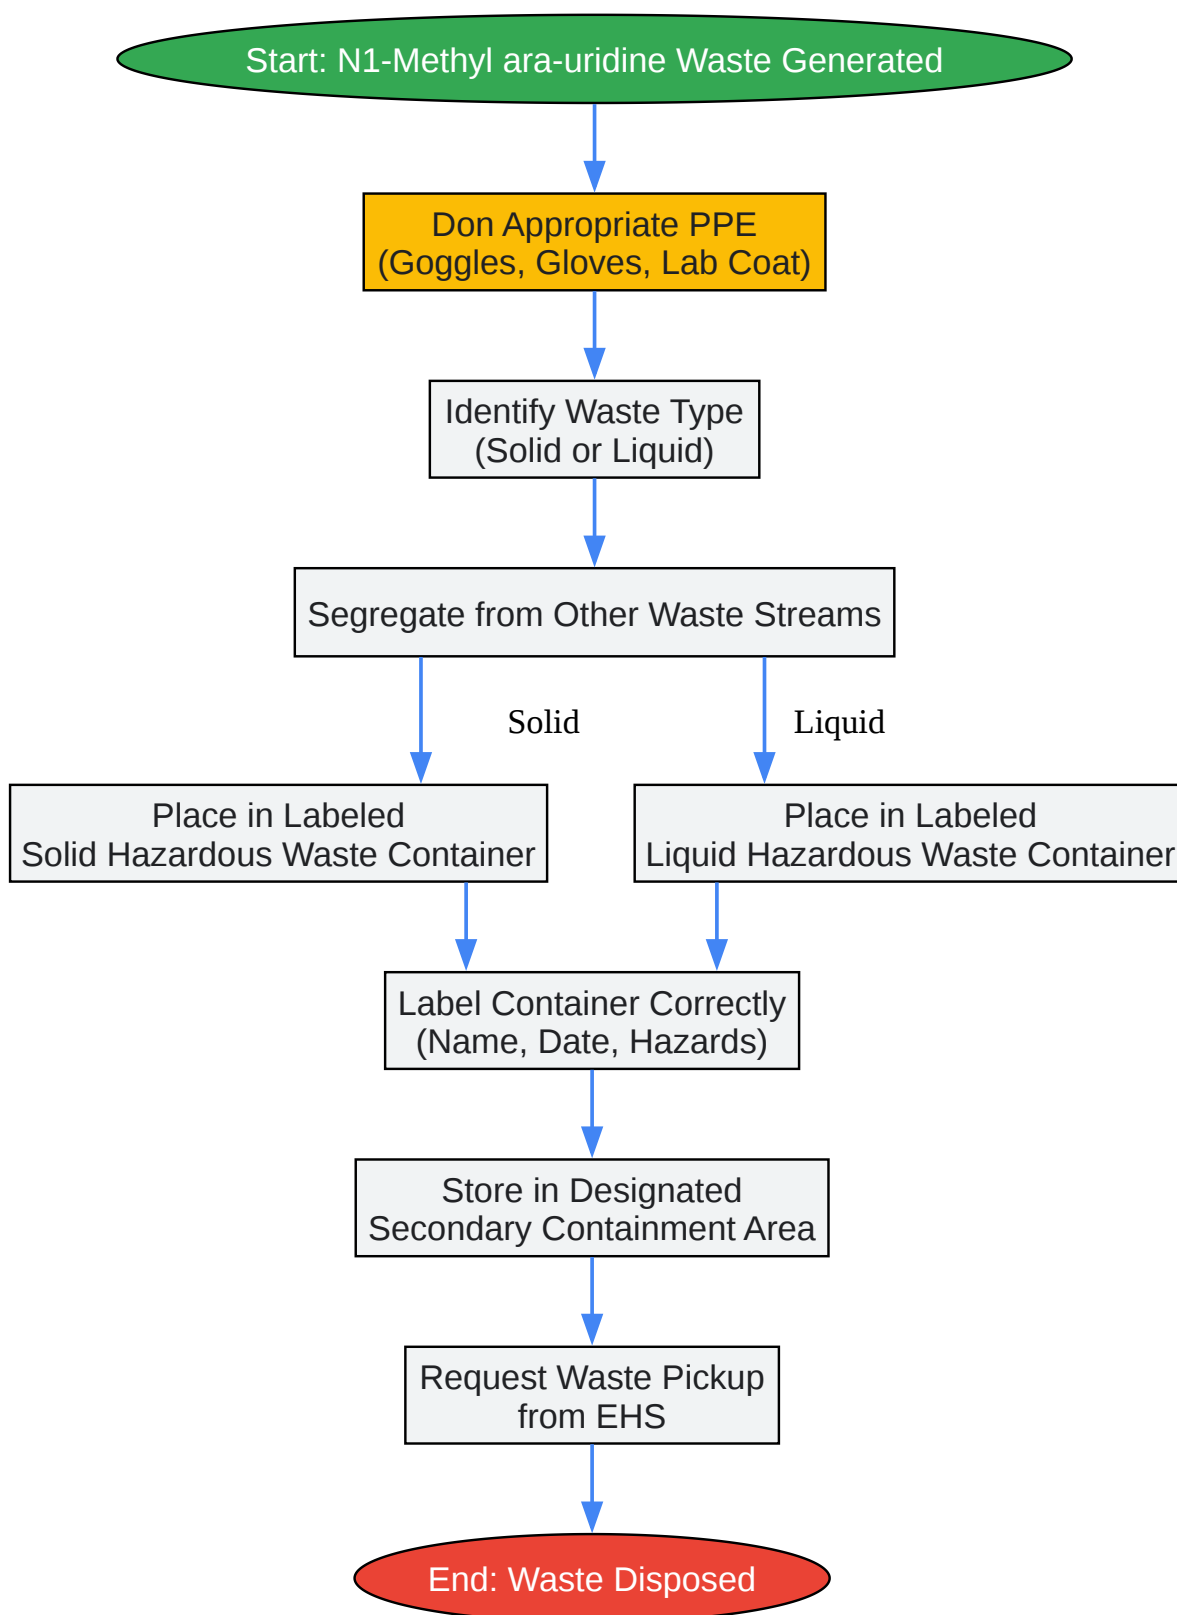 Start: N1-Methyl ara-uridine Waste Generated
Don Appropriate PPE
(Goggles, Gloves, Lab Coat)
Identify Waste Type
(Solid or Liquid)
Segregate from Other Waste Streams
Solid
Liquid
Place in Labeled
Solid Hazardous Waste Container
Place in Labeled
Liquid Hazardous Waste Container
Label Container Correctly
(Name, Date, Hazards)
Store in Designated
Secondary Containment Area
Request Waste Pickup
from EHS
End: Waste Disposed